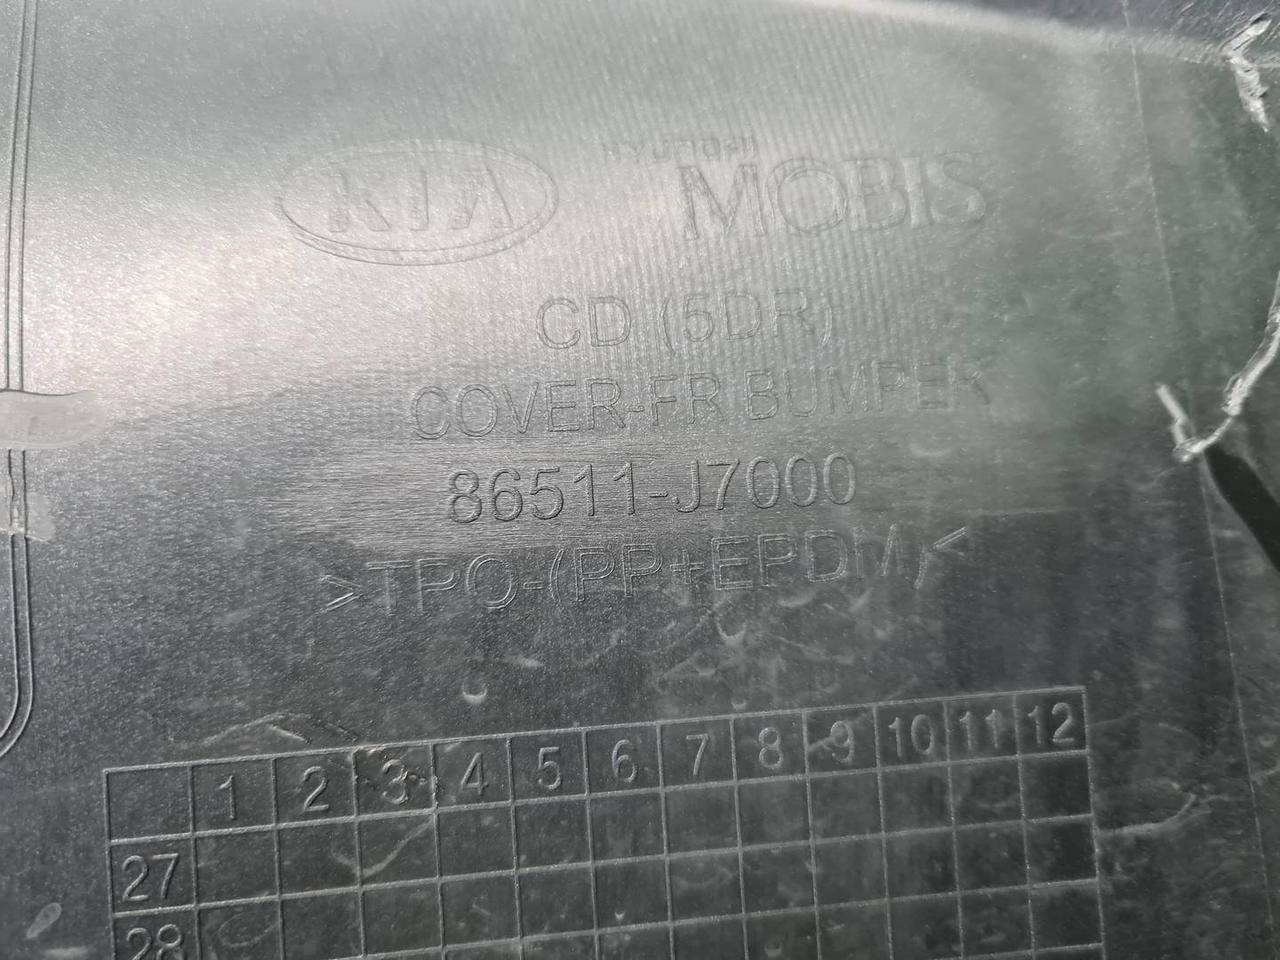 KIA
HYUNDAI
MOBIS
CD (5DR)
COVER-FR BUMPER
86511-J7000
>TPO-(PP+EPDM)<
1 2 3 4 5 6 7 8 9 10 11 12
27
28